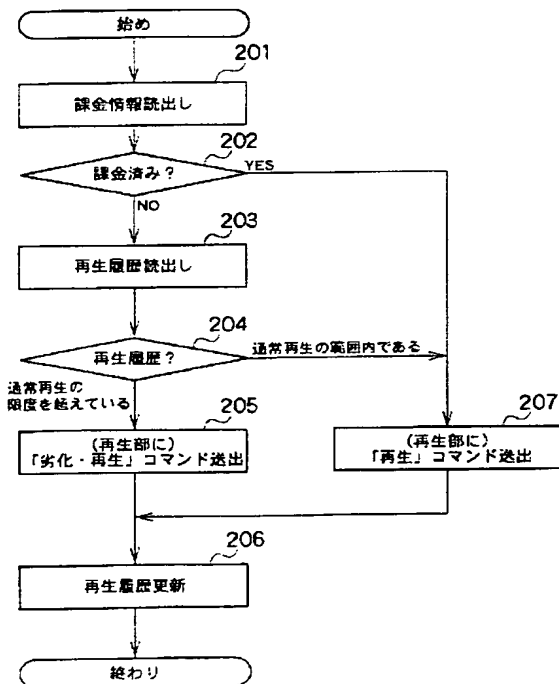 始め
201
課金情報読出し
202
課金済み？
YES
NO
203
再生履歴読出し
204
再生履歴？
通常再生の範囲内である
通常再生の
限度を越えている
205
(再生部に)
「劣化・再生」コマンド送出
207
(再生部に)
「再生」コマンド送出
206
再生履歴更新
終わり